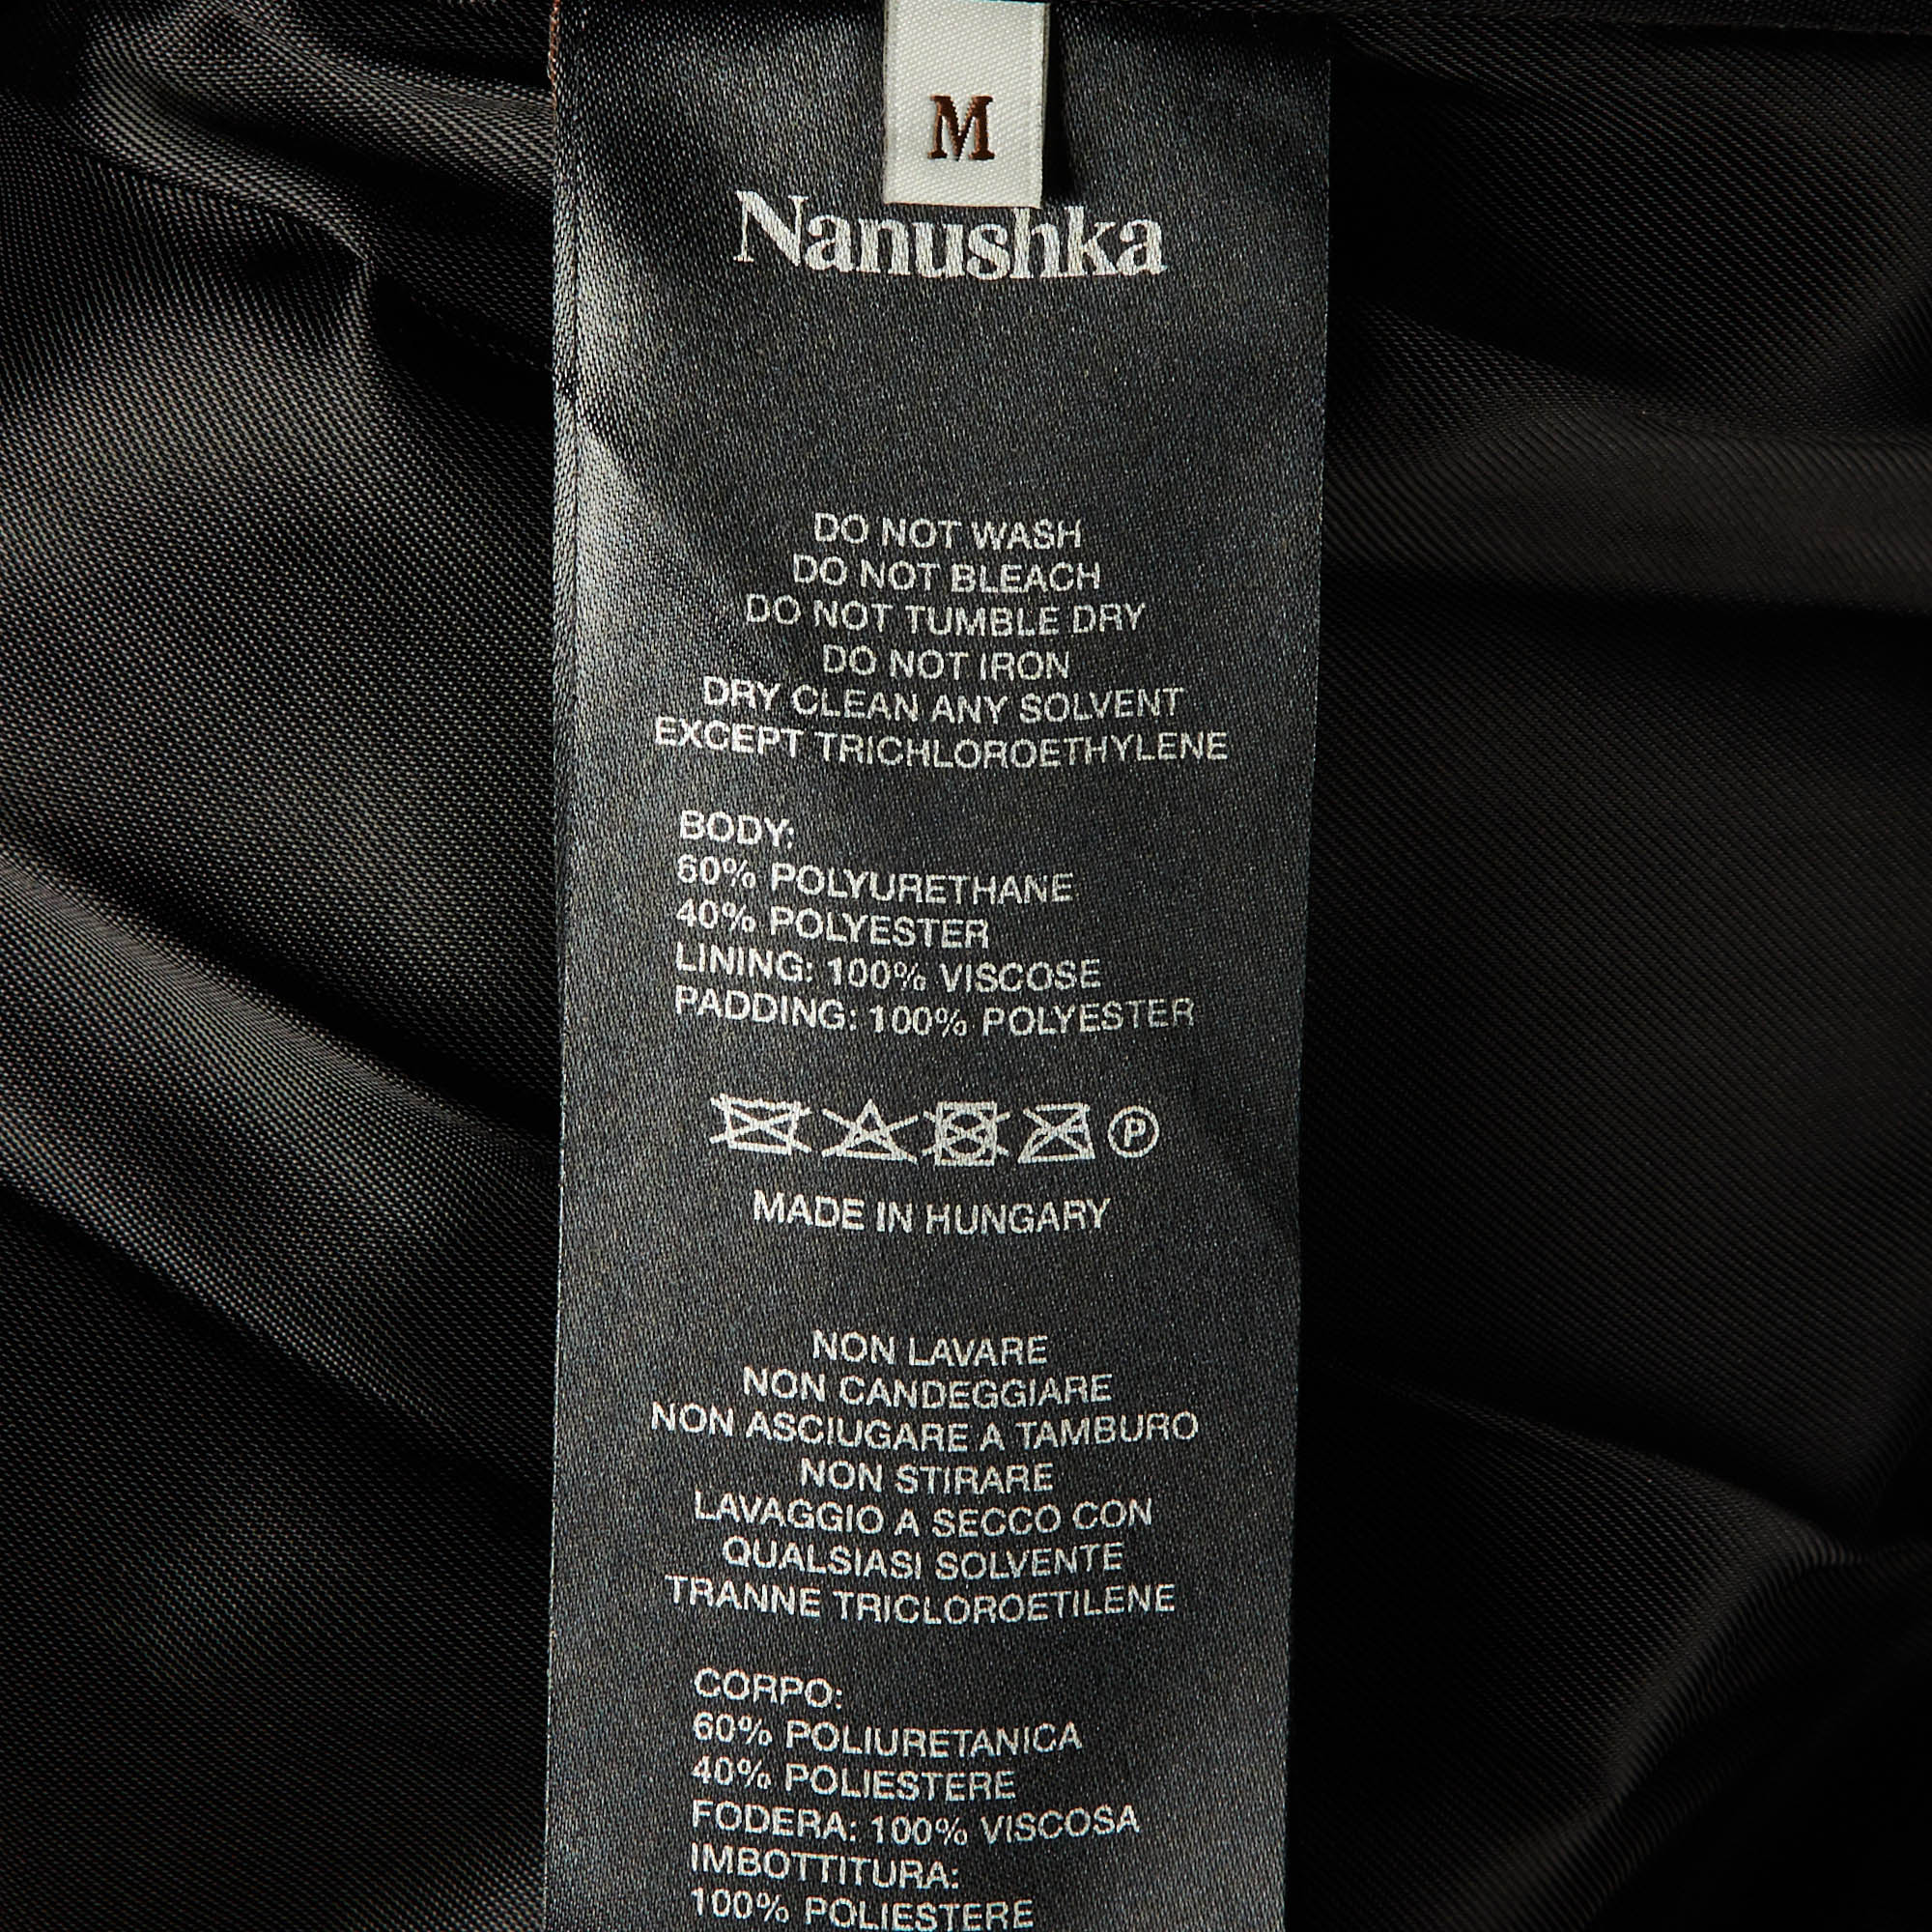 M
Nanushka
DO NOT WASH
DO NOT BLEACH
DO NOT TUMBLE DRY
DO NOT IRON
DRY CLEAN ANY SOLVENT
EXCEPT TRICHLOROETHYLENE
BODY:
60% POLYURETHANE
40% POLYESTER
LINING: 100% VISCOSE
PADDING: 100% POLYESTER
P
MADE IN HUNGARY
NON LAVARE
NON CANDEGGIARE
NON ASCIUGARE A TAMBURO
NON STIRARE
LAVAGGIO A SECCO CON
QUALSIASI SOLVENTE
TRANNE TRICLOROETILENE
CORPO:
60% POLIURETANICA
40% POLIESTERE
FODERA: 100% VISCOSA
IMBOTTITURA:
100% POLIESTERE